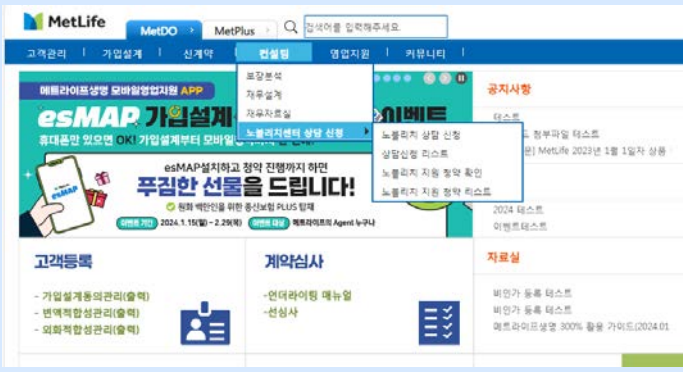 MetLife
MetDO
MetPlus
검색어를 입력해주세요.
고객관리
가입설계
신계약
컨설팅
영업지원
커뮤니티
보장분석
재무설계
재무자료실
노블리치센터 상담 신청
노블리치 상담 신청
상담신청 리스트
노블리치 지원 청약 확인
노블리치 지원 청약 리스트
메트라이프생명 모바일영업지원 APP
esMAP 가입설계
이벤트
휴대폰만 있으면 OK! 가입설계부터 모바일
esMAP설치하고
청약 진행까지 하면
푸짐한 선물을 드립니다!
원화 백만인을 위한 종신보험 PLUS 탑재
이벤트 기간 2024.1.15(월) ~ 2.29(목) 이벤트 대상 메트라이프의 Agent 누구나
공지사항
테스트
첨부파일 테스트
MetLife 2023년 1월 1일자 상품
2024 테스트
이벤트테스트
고객등록
- 가입설계동의관리(출력)
- 변액적합성관리(출력)
- 외화적합성관리(출력)
계약심사
-언더라이팅 매뉴얼
-선심사
자료실
비인가 등록 테스트
비인가 등록 테스트
메트라이프생명 300% 활용 가이드(2024.01